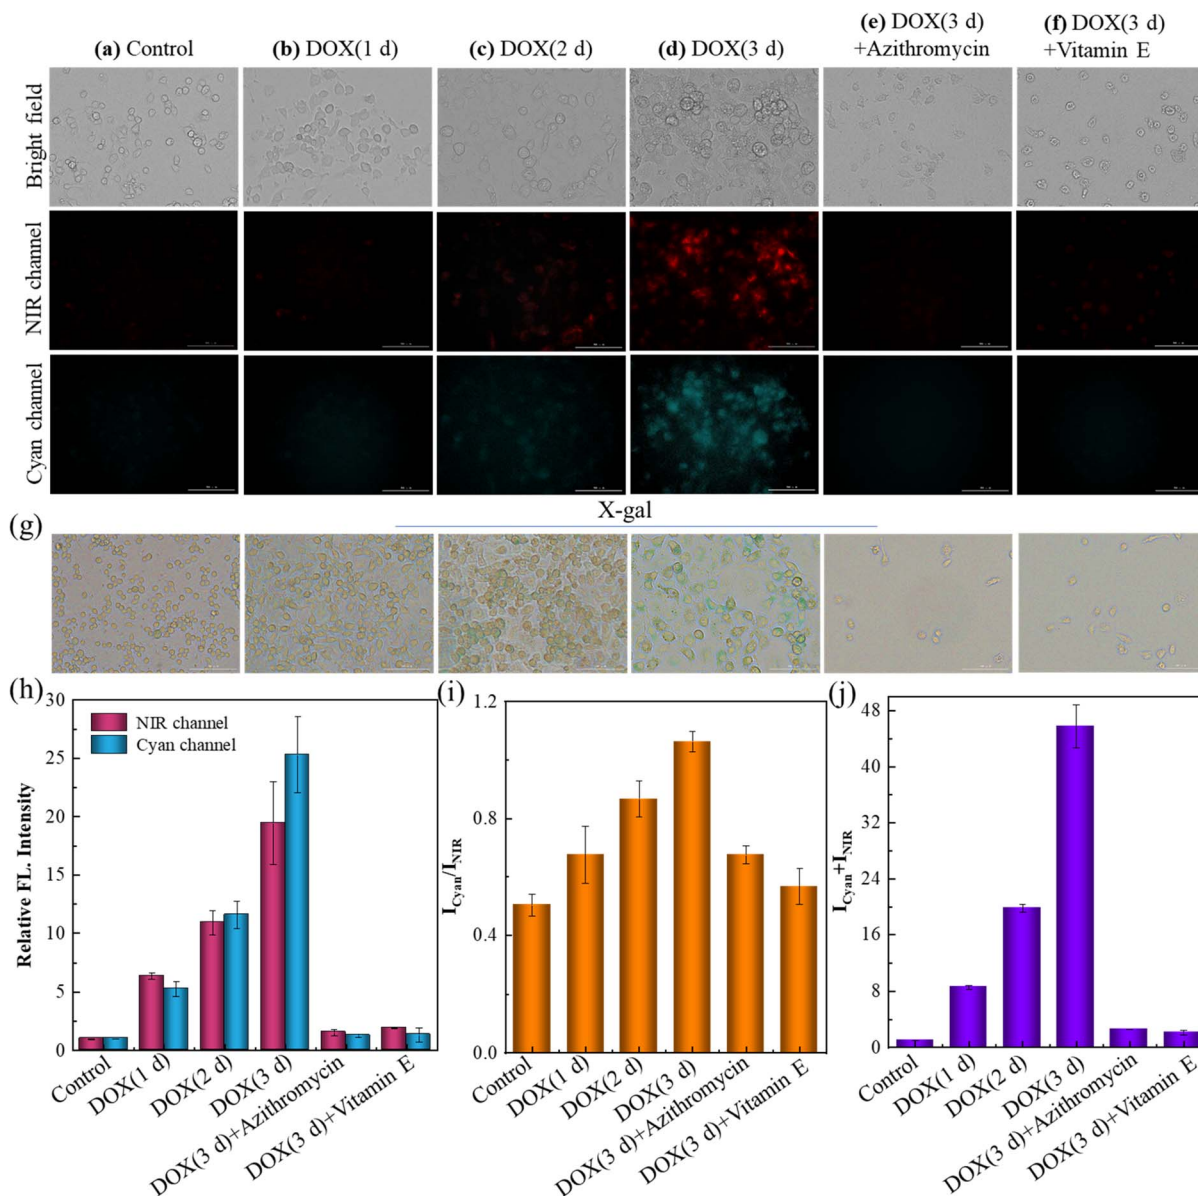 (a) Control
(b) DOX(1 d)
(c) DOX(2 d)
(d) DOX(3 d)
(e) DOX(3 d)
+Azithromycin
(f) DOX(3 d)
+Vitamin E
Bright field
NIR channel
Cyan channel
X-gal
(g)
(h)
30
25
20
15
10
5
0
Relative FL. Intensity
NIR channel
Cyan channel
Control
DOX(1 d)
DOX(2 d)
DOX(3 d)
DOX(3 d)+Azithromycin
DOX(3 d)+Vitamin E
(i)
1.2
0.8
0.4
0.0
I_Cyan/I_NIR
Control
DOX(1 d)
DOX(2 d)
DOX(3 d)
DOX(3 d)+Azithromycin
DOX(3 d)+Vitamin E
(j)
48
40
32
24
16
8
0
I_Cyan+I_NIR
Control
DOX(1 d)
DOX(2 d)
DOX(3 d)
DOX(3 d)+Azithromycin
DOX(3 d)+Vitamin E